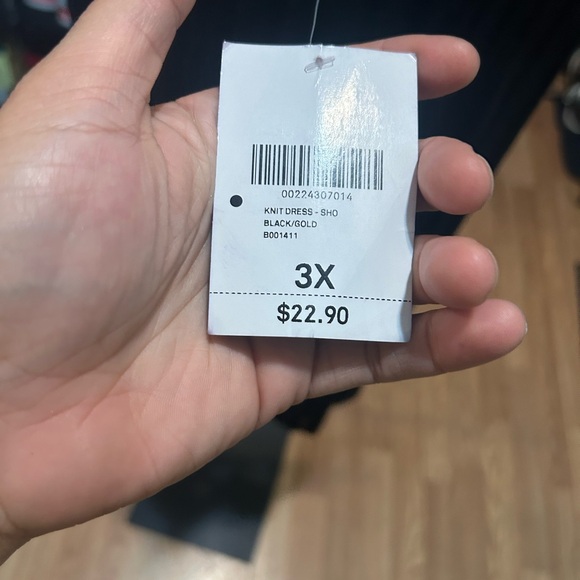 00224307014
KNIT DRESS - SHO
BLACK/GOLD
B001411
3X
$22.90